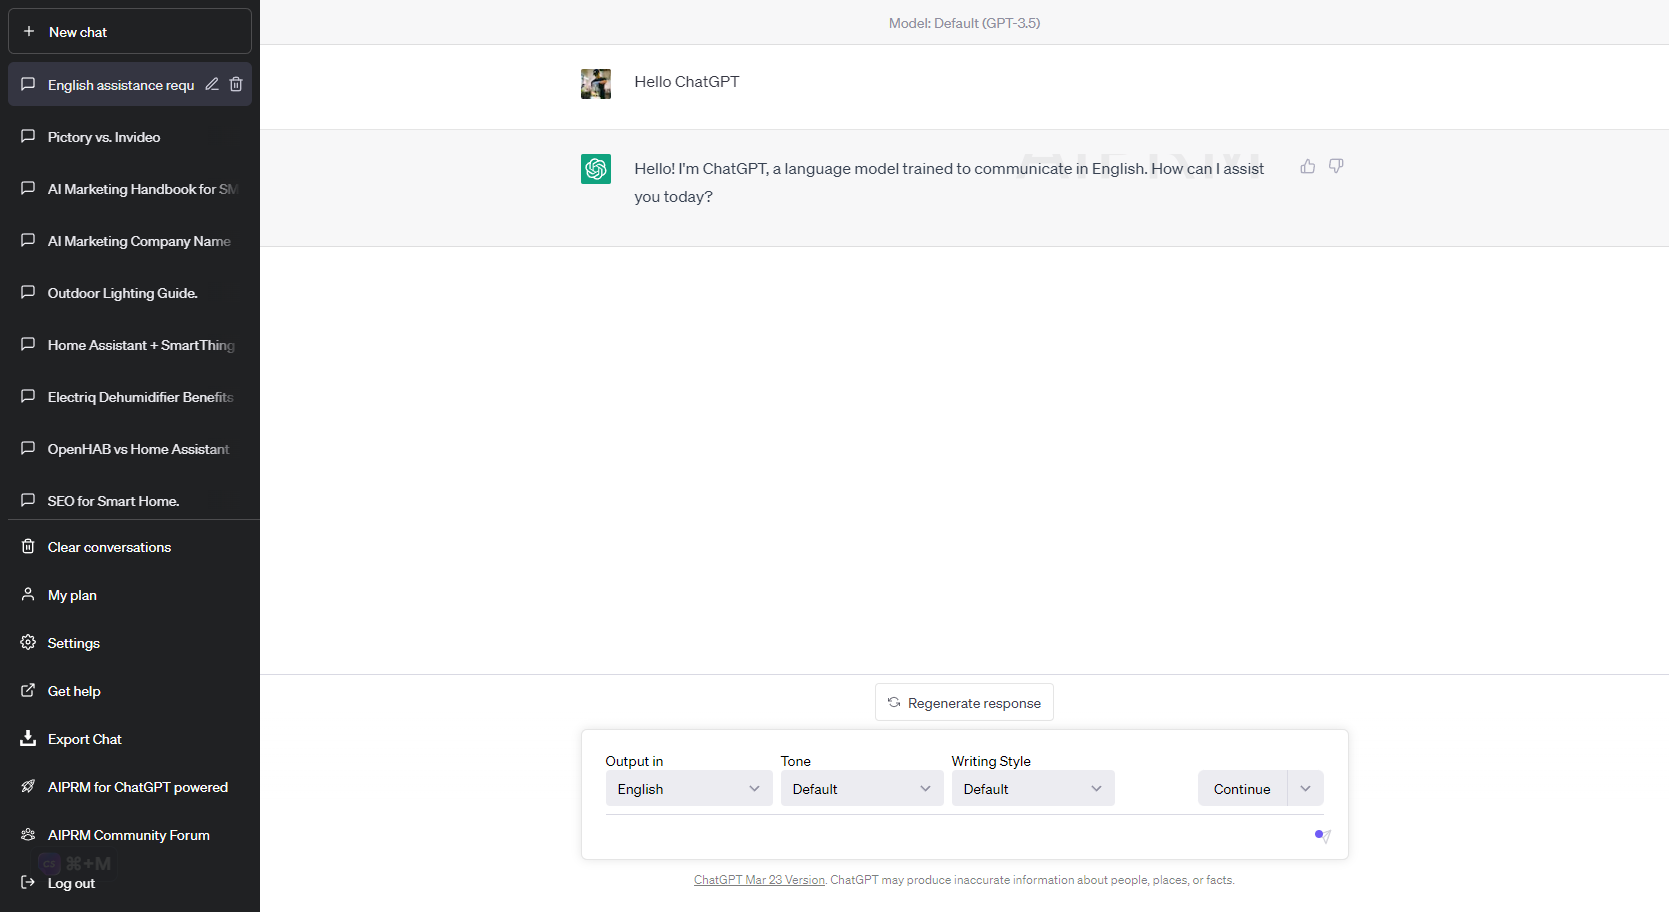 New chat
English assistance requ
Pictory vs. Invideo
AI Marketing Handbook for SM
AI Marketing Company Name
Outdoor Lighting Guide.
Home Assistant + SmartThing
Electriq Dehumidifier Benefits
OpenHAB vs Home Assistant
SEO for Smart Home.
Clear conversations
My plan
Settings
Get help
Export Chat
AIPRM for ChatGPT powered
AIPRM Community Forum
⌘+M
Log out
Model: Default (GPT-3.5)
Hello ChatGPT
Hello! I'm ChatGPT, a language model trained to communicate in English. How can I assist
you today?
Regenerate response
Output in Tone Writing Style
English Default Default Continue
ChatGPT Mar 23 Version. ChatGPT may produce inaccurate information about people, places, or facts.